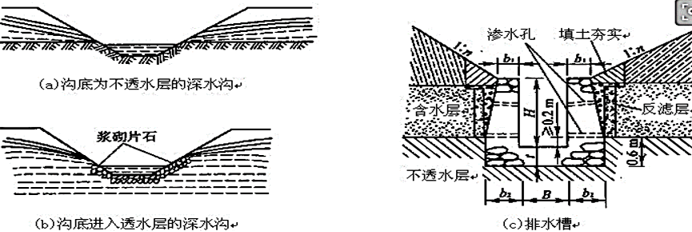 (a)沟底为不透水层的深水沟
浆砌片石
(b)沟底进入透水层的深水沟
渗水孔 填土夯实
1:n b₁ b₁ 1:n
含水层 H ≥0.2 m 反滤层
t 0.6 m
不透水层
b₂ B b₂
(c)排水槽